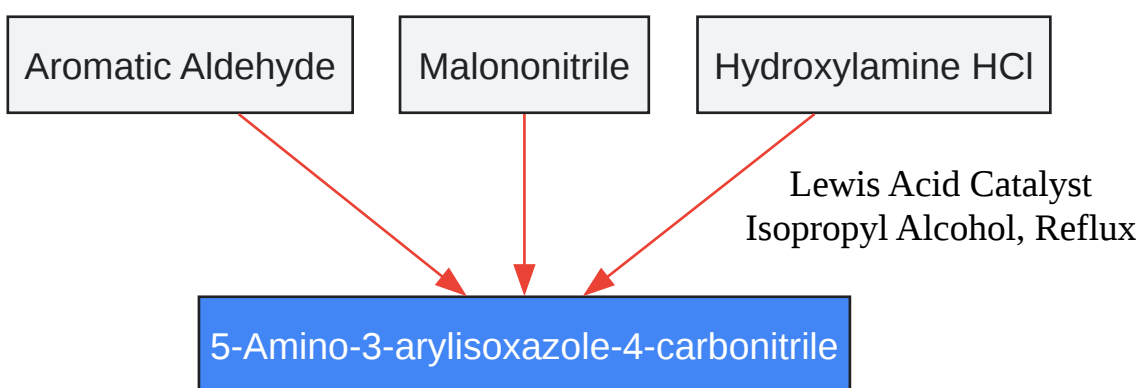 Aromatic Aldehyde
Malononitrile
Hydroxylamine HCl
Lewis Acid Catalyst
Isopropyl Alcohol, Reflux
5-Amino-3-arylisoxazole-4-carbonitrile